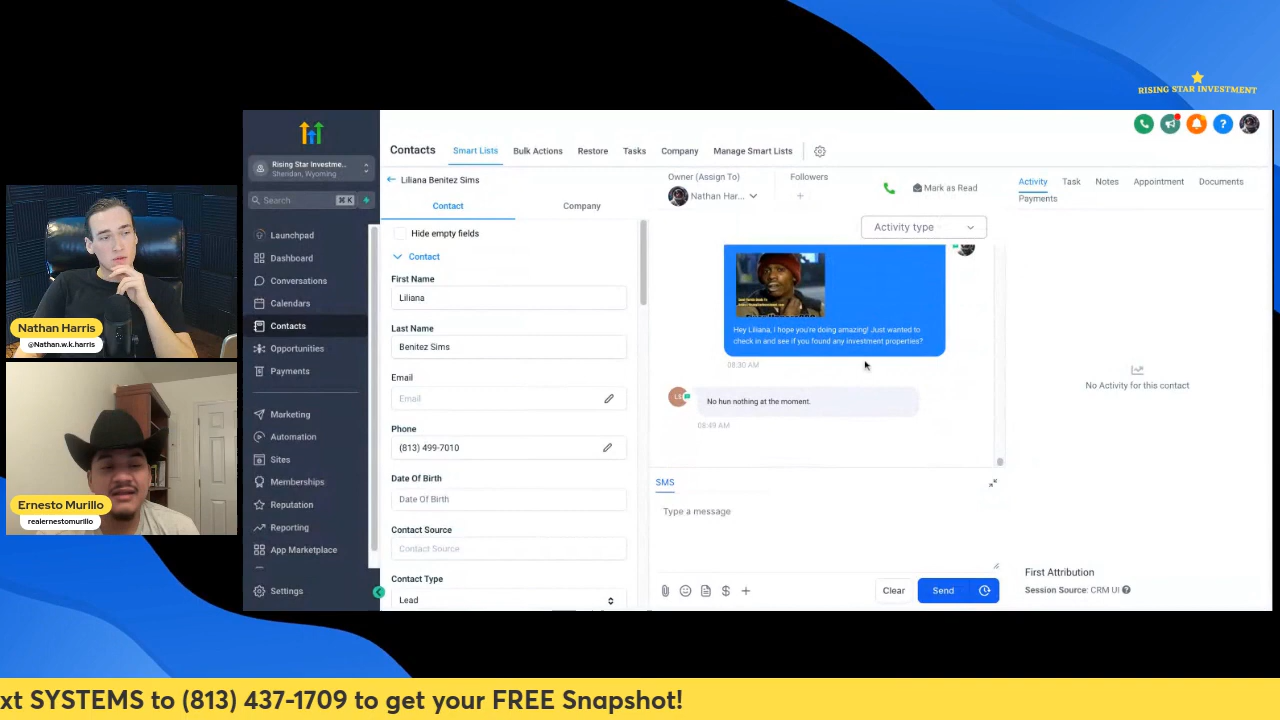 RISING STAR INVESTMENT
Rising Star Investme...
Sheridan, Wyoming
Search
⌘ K
Launchpad
Dashboard
Conversations
Calendars
Contacts
Opportunities
Payments
Marketing
Automation
Sites
Memberships
Reputation
Reporting
App Marketplace
Settings
Contacts
Smart Lists
Bulk Actions
Restore
Tasks
Company
Manage Smart Lists
Liliana Benitez Sims
Contact
Company
Hide empty fields
Contact
First Name
Liliana
Last Name
Benitez Sims
Email
Email
Phone
(813) 499-7010
Date Of Birth
Date Of Birth
Contact Source
Contact Source
Contact Type
Lead
Owner (Assign To)
Nathan Har...
Followers
+
Mark as Read
Activity type
Hey Liliana, I hope you're doing amazing! Just wanted to
check in and see if you found any investment properties?
08:30 AM
LS
No hun nothing at the moment.
08:49 AM
SMS
Type a message
Clear
Send
Activity
Task
Notes
Appointment
Documents
Payments
No Activity for this contact
First Attribution
Session Source: CRM UI
Nathan Harris
@Nathan.w.k.harris
Ernesto Murillo
realernestomurillo
xt SYSTEMS to (813) 437-1709 to get your FREE Snapshot!